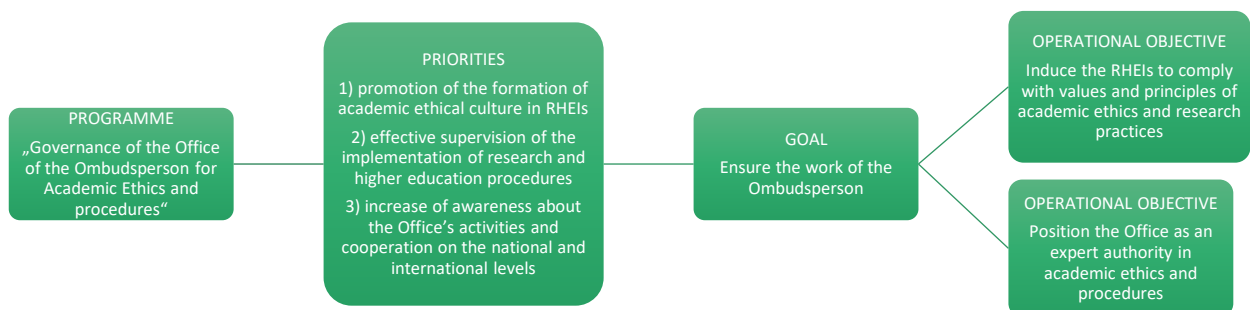 PROGRAMME
„Governance of the Office
of the Ombudsperson for
Academic Ethics and
procedures“
PRIORITIES
1) promotion of the formation of
academic ethical culture in RHEIs
2) effective supervision of the
implementation of research and
higher education procedures
3) increase of awareness about
the Office's activities and
cooperation on the national and
international levels
GOAL
Ensure the work of the
Ombudsperson
OPERATIONAL OBJECTIVE
Induce the RHEIs to comply
with values and principles of
academic ethics and research
practices
OPERATIONAL OBJECTIVE
Position the Office as an
expert authority in
academic ethics and
procedures